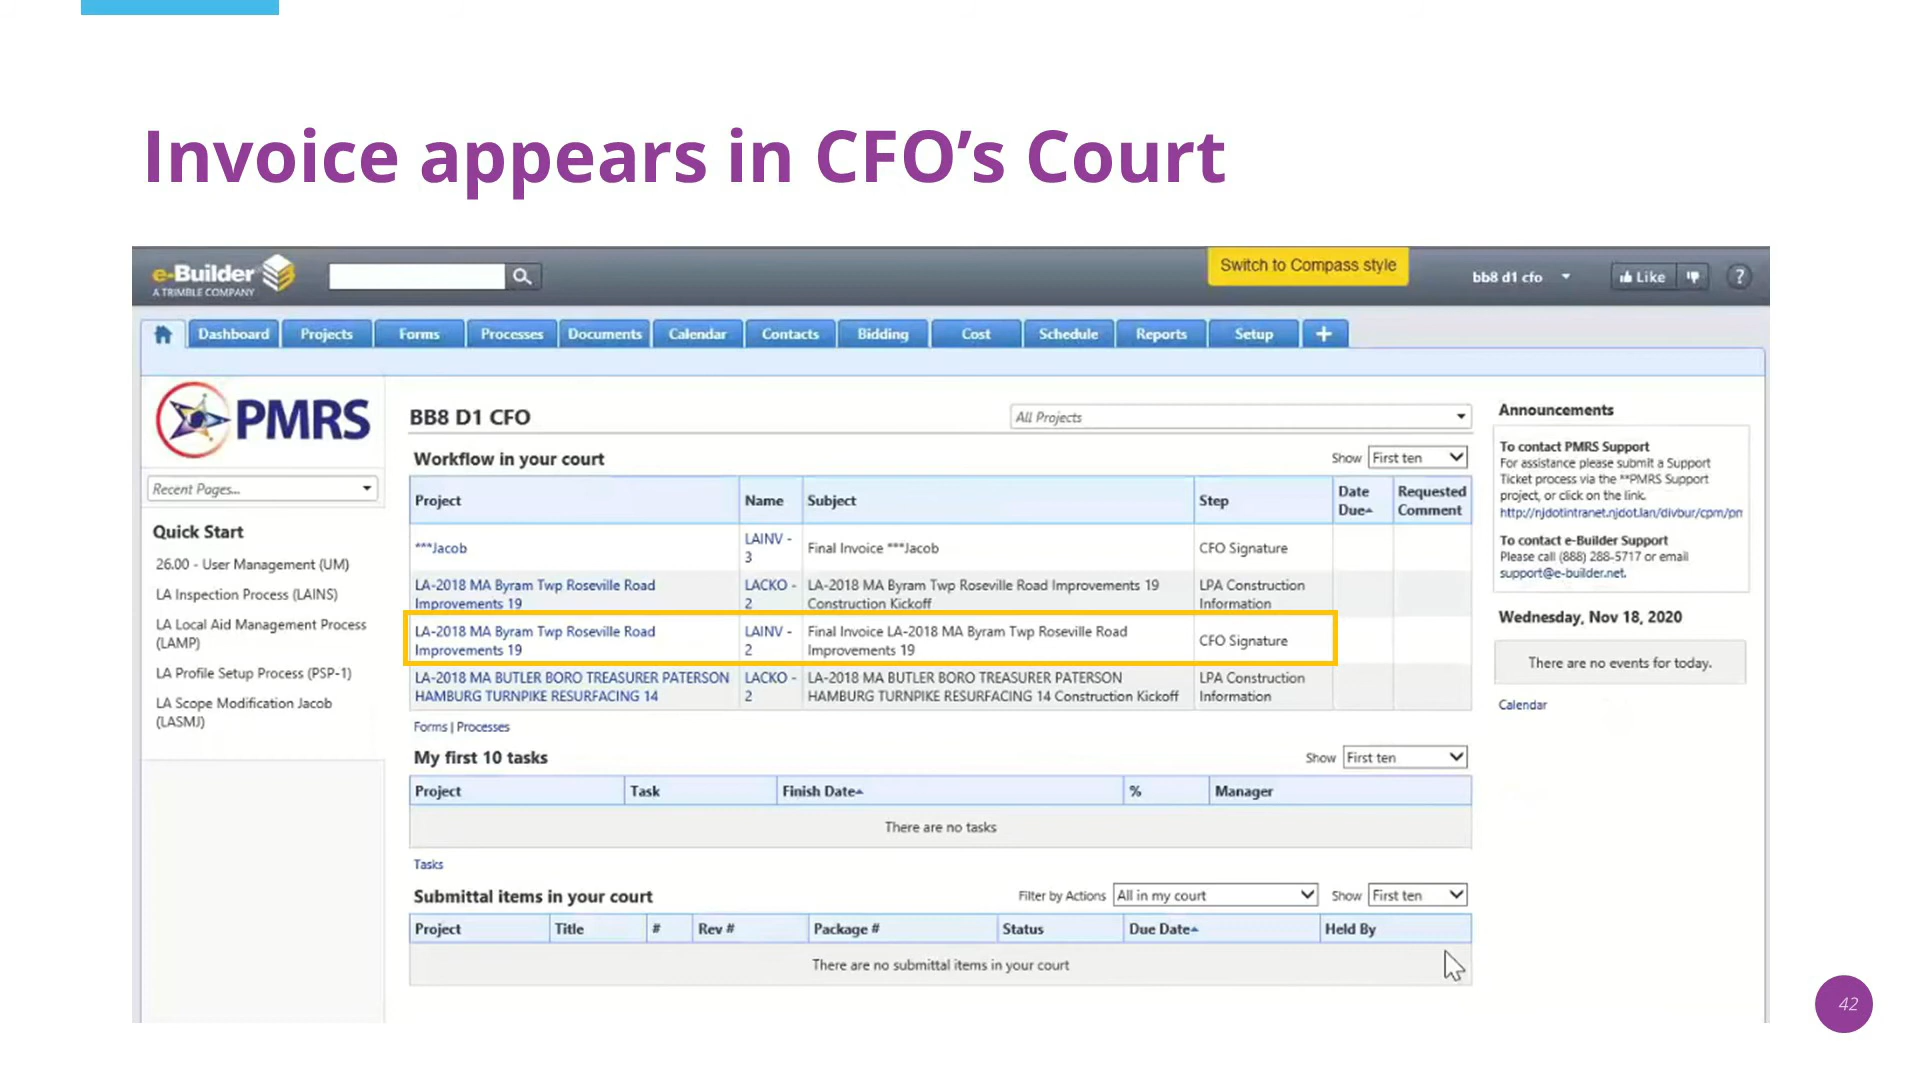 Invoice appears in CFO’s Court
e-Builder
A TRIMBLE COMPANY
Switch to Compass style
bb8 d1 cfo
Like
?
Dashboard Projects Forms Processes Documents Calendar Contacts Bidding Cost Schedule Reports Setup +
PMRS
Recent Pages...
Quick Start
26.00 - User Management (UM)
LA Inspection Process (LAINS)
LA Local Aid Management Process
(LAMP)
LA Profile Setup Process (PSP-1)
LA Scope Modification Jacob
(LASMJ)
BB8 D1 CFO
All Projects
Workflow in your court
Show First ten
Project Name Subject Step Date Due Requested Comment
***Jacob LAINV - 3 Final Invoice ***Jacob CFO Signature
LA-2018 MA Byram Twp Roseville Road LACKO - LA-2018 MA Byram Twp Roseville Road Improvements 19 LPA Construction
Improvements 19 2 Construction Kickoff Information
LA-2018 MA Byram Twp Roseville Road LAINV - Final Invoice LA-2018 MA Byram Twp Roseville Road CFO Signature
Improvements 19 2 Improvements 19
LA-2018 MA BUTLER BORO TREASURER PATERSON LACKO - LA-2018 MA BUTLER BORO TREASURER PATERSON LPA Construction
HAMBURG TURNPIKE RESURFACING 14 2 HAMBURG TURNPIKE RESURFACING 14 Construction Kickoff Information
Forms | Processes
My first 10 tasks
Show First ten
Project Task Finish Date % Manager
There are no tasks
Tasks
Submittal items in your court
Filter by Actions All in my court Show First ten
Project Title # Rev # Package # Status Due Date Held By
There are no submittal items in your court
Announcements
To contact PMRS Support
For assistance please submit a Support
Ticket process via the **PMRS Support
project, or click on the link.
http://njdotintranet.njdot.lan/divbur/cpm/pn
To contact e-Builder Support
Please call (888) 288-5717 or email
support@e-builder.net.
Wednesday, Nov 18, 2020
There are no events for today.
Calendar
42